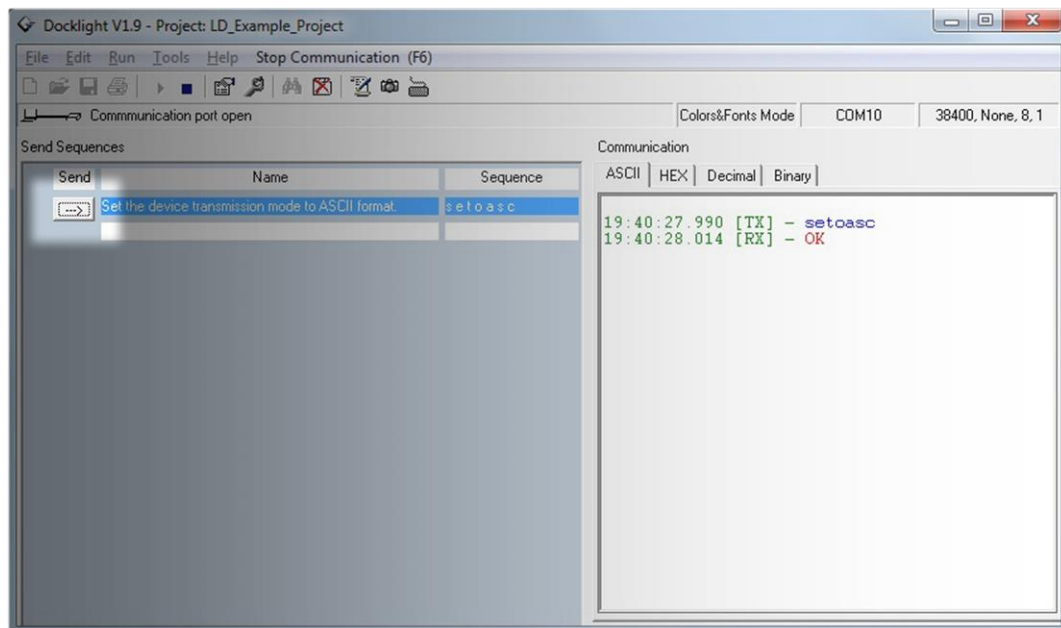 Docklight V1.9 - Project: LD_Example_Project
File Edit Run Tools Help Stop Communication (F6)
Commmunication port open Colors&Fonts Mode COM10 38400, None, 8, 1
Send Sequences
Send Name Sequence
---> Set the device transmission mode to ASCII format. s e t o a s c
Communication
ASCII HEX Decimal Binary
19:40:27.990 [TX] - setoasc
19:40:28.014 [RX] - OK